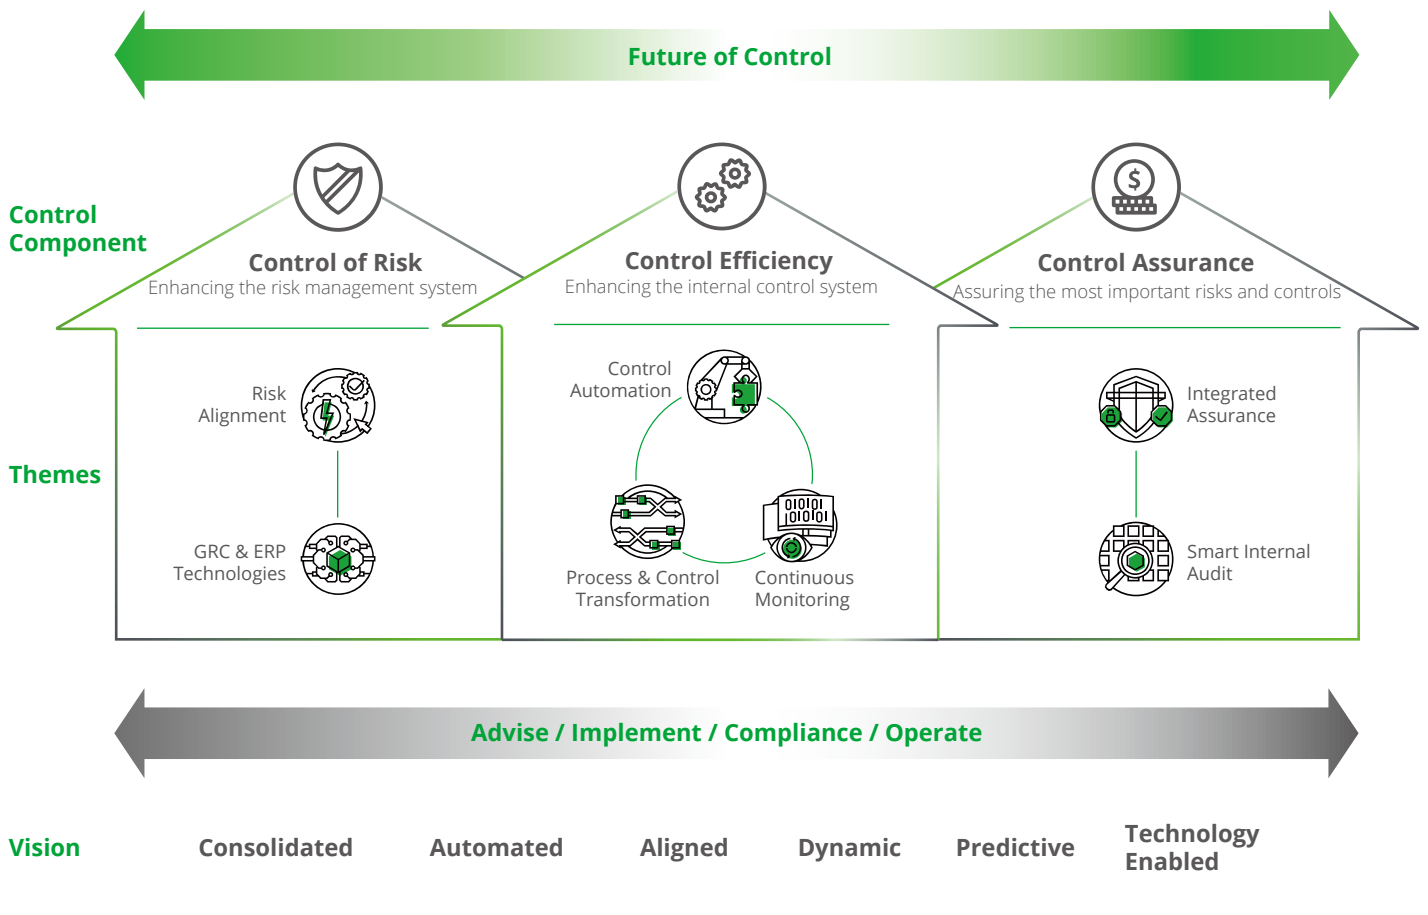 Future of Control
Control
Component
Control of Risk
Enhancing the risk management system
Control Efficiency
Enhancing the internal control system
$
Control Assurance
Assuring the most important risks and controls
Themes
Risk
Alignment
GRC & ERP
Technologies
Control
Automation
Process & Control
Transformation
010101
010101
Continuous
Monitoring
Integrated
Assurance
Smart Internal
Audit
Advise / Implement / Compliance / Operate
Vision
Consolidated
Automated
Aligned
Dynamic
Predictive
Technology
Enabled